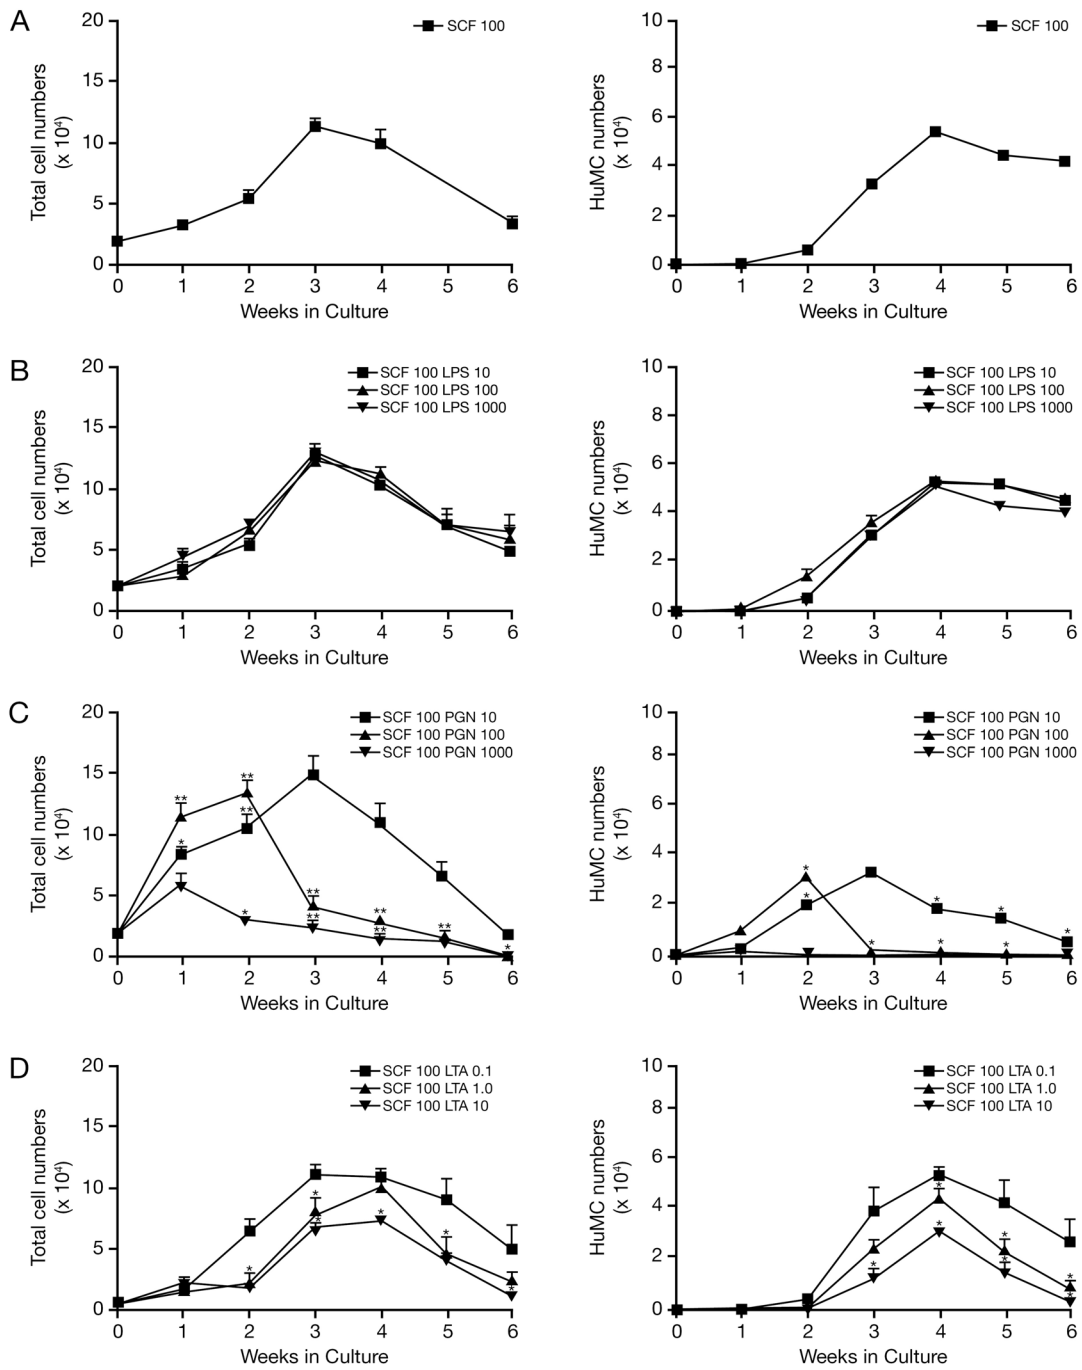 A
Total cell numbers
(x 10⁴)
20
15
10
5
0
SCF 100
0 1 2 3 4 5 6
Weeks in Culture
HuMC numbers
(x 10⁴)
10
8
6
4
2
0
SCF 100
0 1 2 3 4 5 6
Weeks in Culture
B
Total cell numbers
(x 10⁴)
20
15
10
5
0
SCF 100 LPS 10
SCF 100 LPS 100
SCF 100 LPS 1000
0 1 2 3 4 5 6
Weeks in Culture
HuMC numbers
(x 10⁴)
10
8
6
4
2
0
SCF 100 LPS 10
SCF 100 LPS 100
SCF 100 LPS 1000
0 1 2 3 4 5 6
Weeks in Culture
C
Total cell numbers
(x 10⁴)
20
15
10
5
0
SCF 100 PGN 10
SCF 100 PGN 100
SCF 100 PGN 1000
0 1 2 3 4 5 6
Weeks in Culture
HuMC numbers
(x 10⁴)
10
8
6
4
2
0
SCF 100 PGN 10
SCF 100 PGN 100
SCF 100 PGN 1000
0 1 2 3 4 5 6
Weeks in Culture
D
Total cell numbers
(x 10⁴)
20
15
10
5
0
SCF 100 LTA 0.1
SCF 100 LTA 1.0
SCF 100 LTA 10
0 1 2 3 4 5 6
Weeks in Culture
HuMC numbers
(x 10⁴)
10
8
6
4
2
0
SCF 100 LTA 0.1
SCF 100 LTA 1.0
SCF 100 LTA 10
0 1 2 3 4 5 6
Weeks in Culture